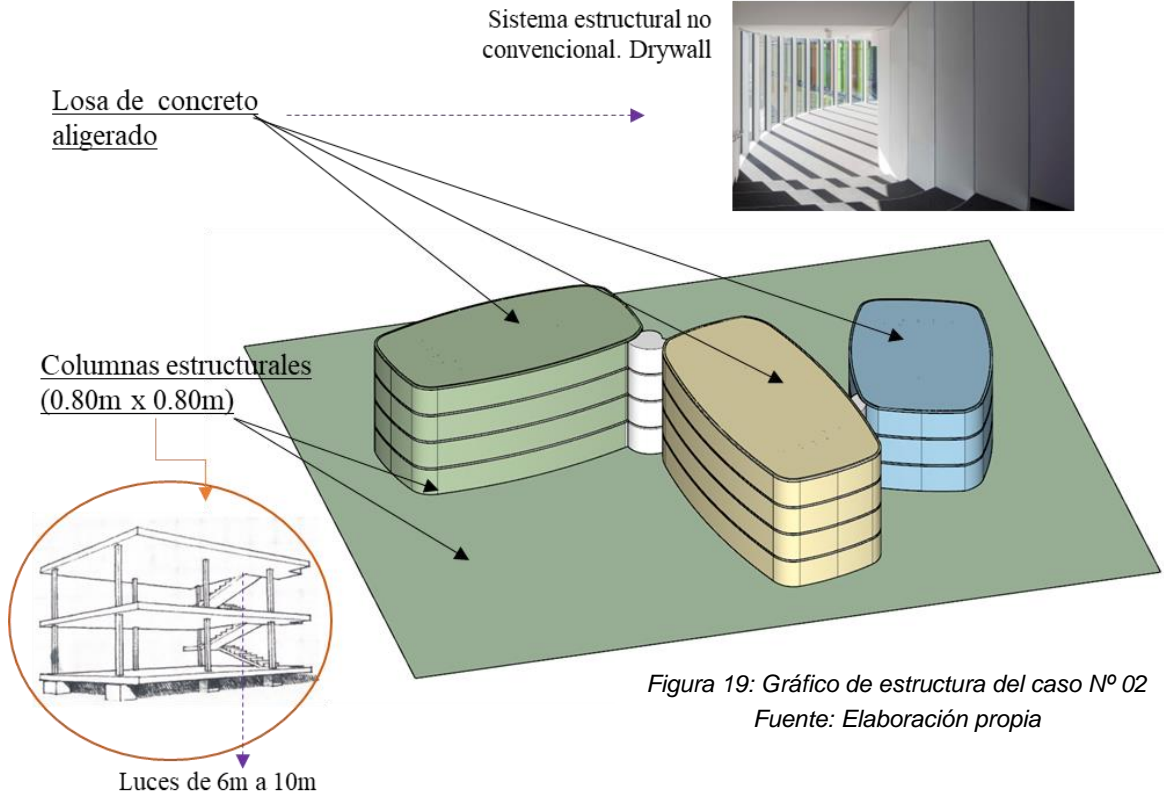 Sistema estructural no
convencional. Drywall
Losa de concreto
aligerado
Columnas estructurales
(0.80m x 0.80m)
Luces de 6m a 10m
Figura 19: Gráfico de estructura del caso Nº 02
Fuente: Elaboración propia